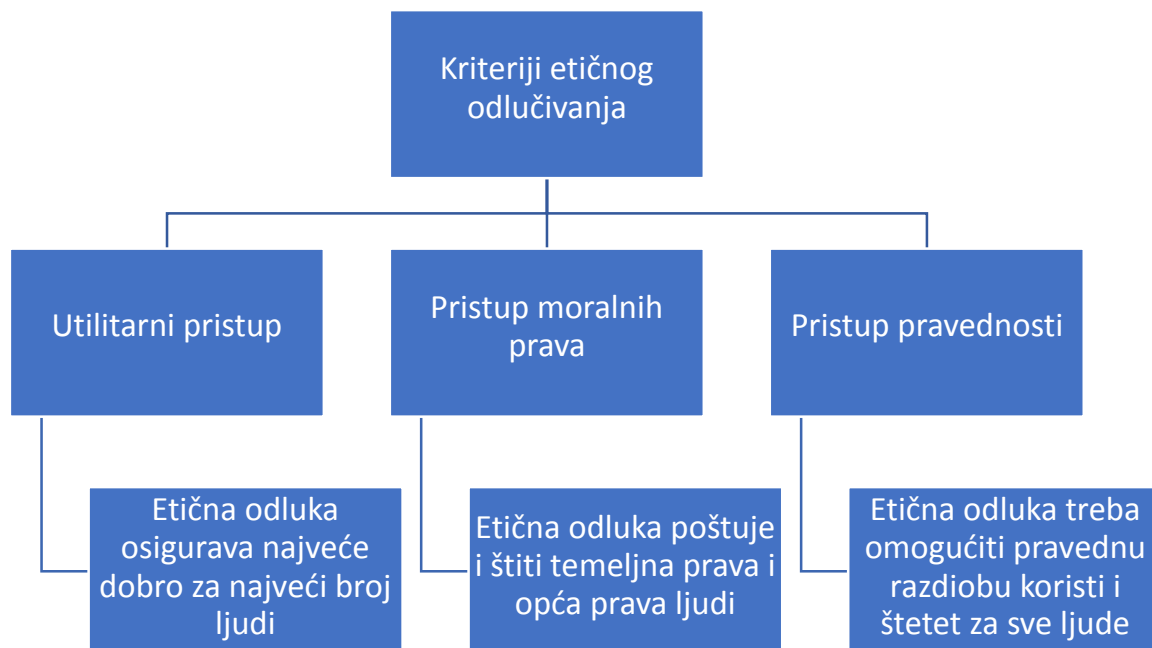 Kriteriji etičnog
odlučivanja
Utilitarni pristup
Pristup moralnih
prava
Pristup pravednosti
Etična odluka
osigurava najveće
dobro za najveći broj
ljudi
Etična odluka poštuje
i štiti temeljna prava i
opća prava ljudi
Etična odluka treba
omogućiti pravednu
razdiobu koristi i
štetet za sve ljude